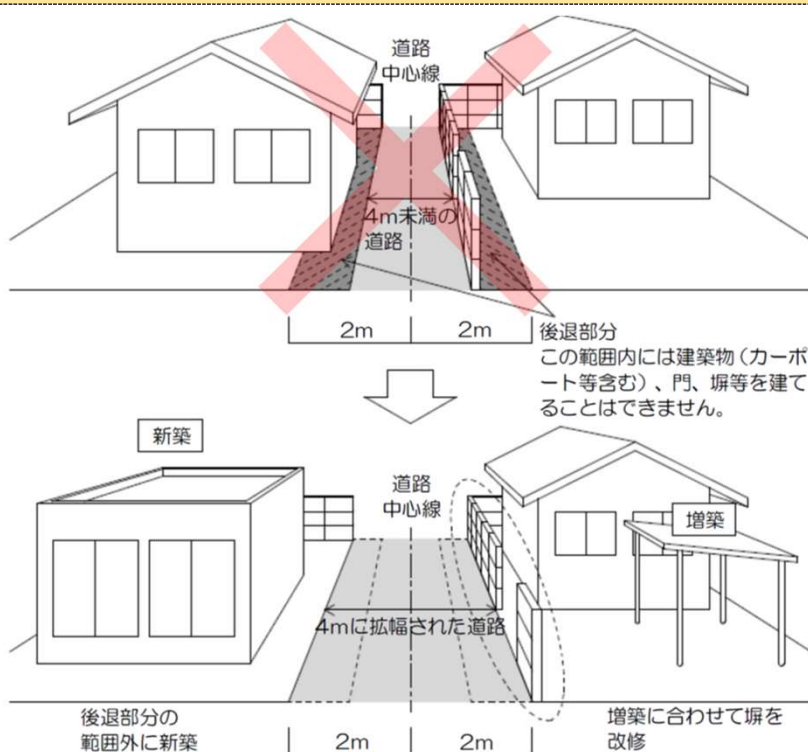 道路
中心線
4m未満の
道路
2m
2m
後退部分
この範囲内には建築物(カーポ
ート等含む)、門、塀等を建て
ることはできません。
新築
道路
中心線
増築
4mに拡幅された道路
後退部分の
範囲外に新築
2m
2m
増築に合わせて塀を
改修